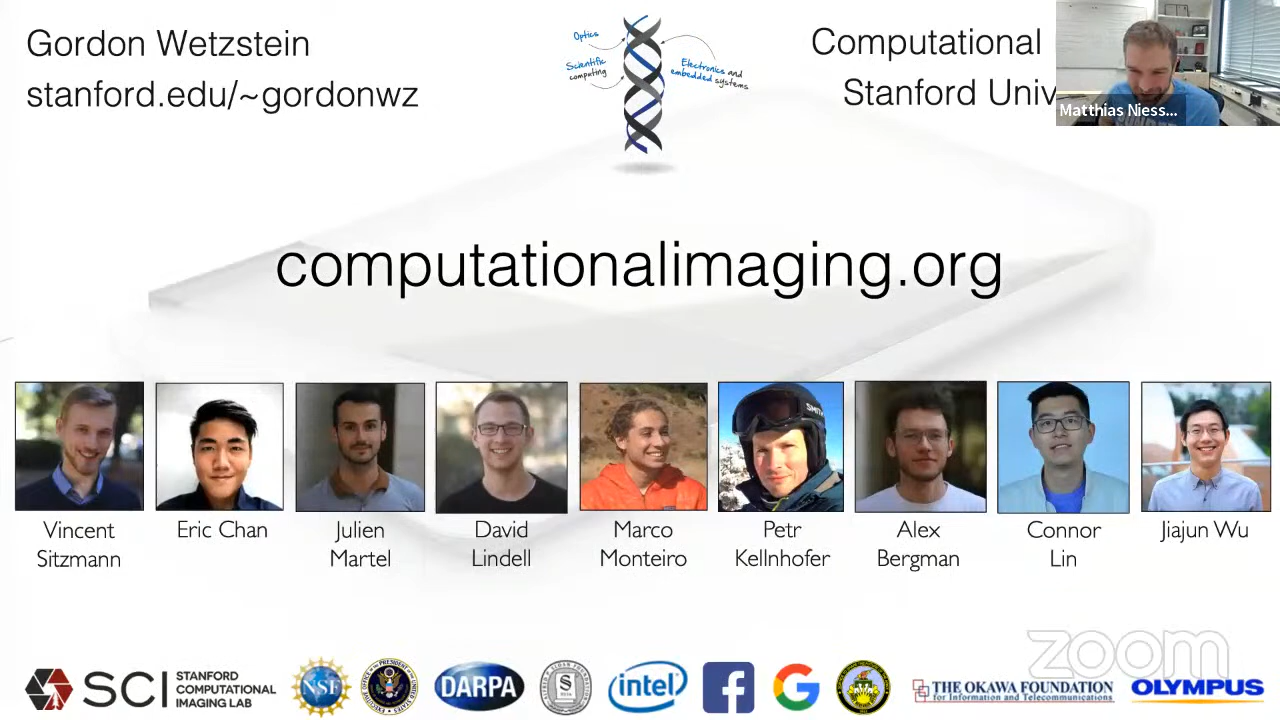 Gordon Wetzstein
stanford.edu/~gordonwz
Optics
Scientific
computing
Electronics and
embedded systems
Computational
Stanford Univ
Matthias Niess...
computationalimaging.org
SMITH
Vincent
Sitzmann
Eric Chan
Julien
Martel
David
Lindell
Marco
Monteiro
Petr
Kellnhofer
Alex
Bergman
Connor
Lin
Jiajun Wu
zoom
SCI
STANFORD
COMPUTATIONAL
IMAGING LAB
NSF
DARPA
intel
THE OKAWA FOUNDATION
for Information and Telecommunications
OLYMPUS